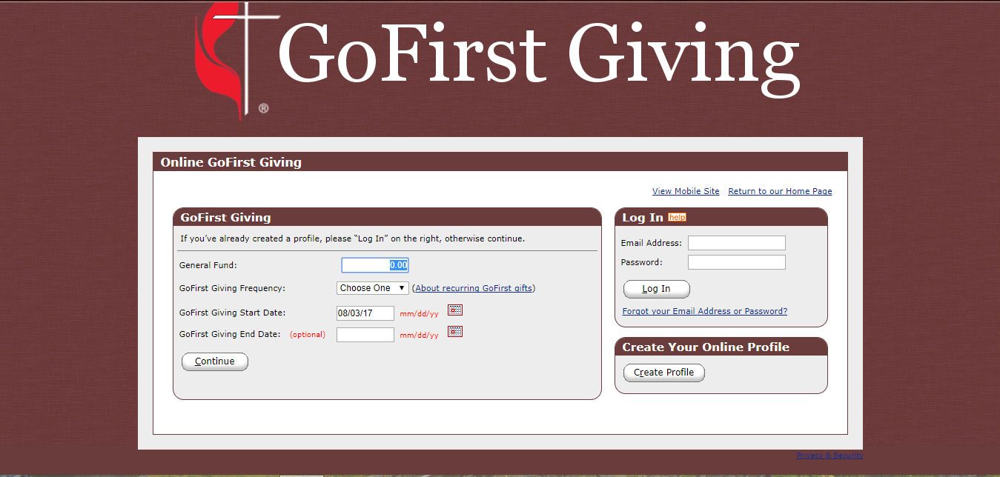 GoFirst Giving
®
Online GoFirst Giving
View Mobile Site Return to our Home Page
GoFirst Giving
If you’ve already created a profile, please “Log In” on the right, otherwise continue.
General Fund: 0.00
GoFirst Giving Frequency: Choose One ▼ (About recurring GoFirst gifts)
GoFirst Giving Start Date: 08/03/17 mm/dd/yy
GoFirst Giving End Date: (optional) mm/dd/yy
Continue
Log In help
Email Address:
Password:
Log In
Forgot your Email Address or Password?
Create Your Online Profile
Create Profile
Privacy & Security